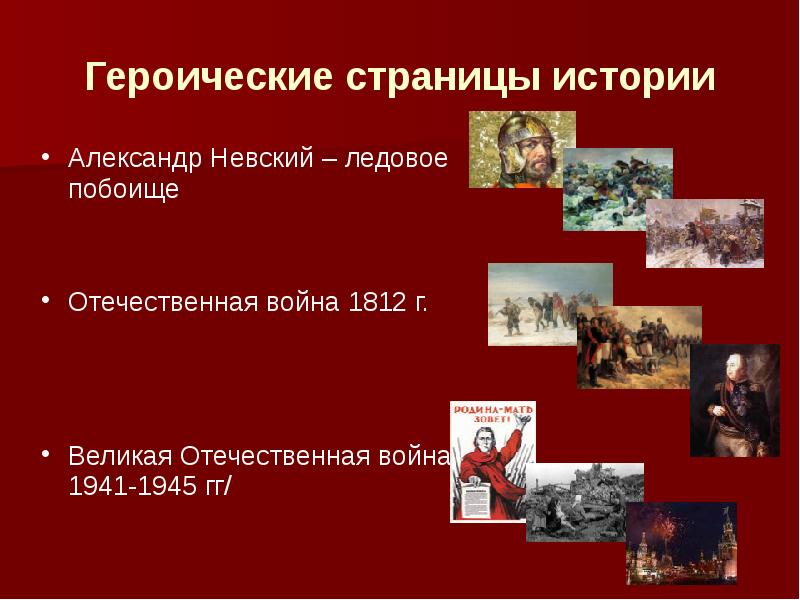 Героические страницы истории
• Александр Невский – ледовое
побоище
• Отечественная война 1812 г.
• Великая Отечественная война
1941-1945 гг/
РОДИНА-МАТЬ
ЗОВЕТ!